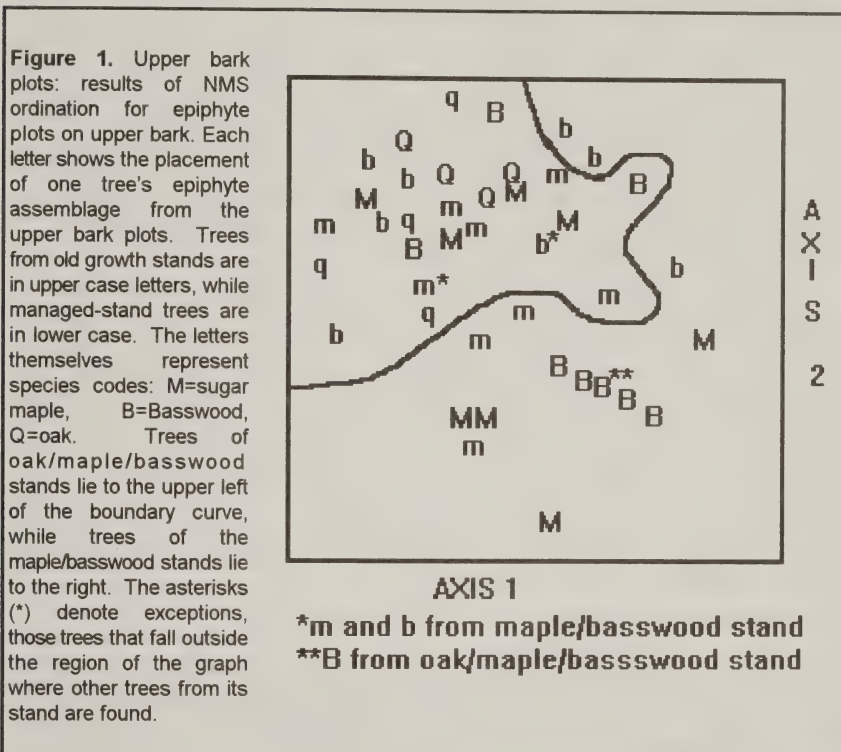 Figure 1. Upper bark
plots: results of NMS
ordination for epiphyte
plots on upper bark. Each
letter shows the placement
of one tree's epiphyte
assemblage from the
upper bark plots. Trees
from old growth stands are
in upper case letters, while
managed-stand trees are
in lower case. The letters
themselves represent
species codes: M=sugar
maple, B=Basswood,
Q=oak. Trees of
oak/maple/basswood
stands lie to the upper left
of the boundary curve,
while trees of the
maple/basswood stands lie
to the right. The asterisks
(*) denote exceptions,
those trees that fall outside
the region of the graph
where other trees from its
stand are found.
q B
b
Q
b b
b Q Q m B
M Q M
m b q m m M
B M b*
q b
m* m
q m
b m M
B B B** B B
MM
m
M
AXIS 2
AXIS 1
*m and b from maple/basswood stand
**B from oak/maple/bassswood stand